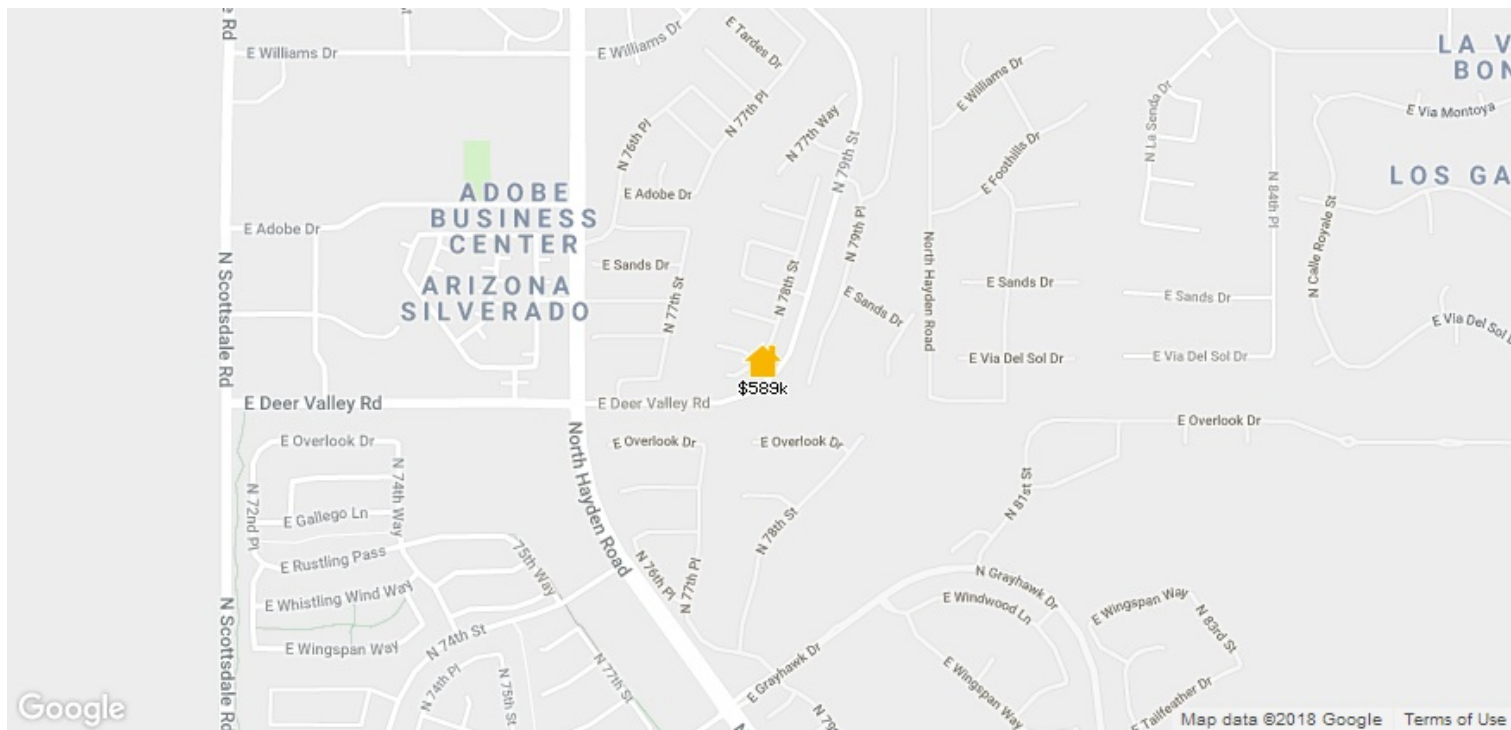 e Rd
E Williams Dr
E Williams Dr
E Tardes Dr
E Williams Dr
LA V
BON
E Via Montoya
N 77th Pl
N 77th Way
N 76th Pl
N 79th St
E Foothills Dr
N La Senda Dr
LOS GA
ADOBE
BUSINESS
CENTER
E Adobe Dr
E Adobe Dr
N 84th Pl
N Calle Royale St
N 79th Pl
North Hayden Road
E Sands Dr
N 78th St
E Sands Dr
E Sands Dr
E Sands Dr
ARIZONA
SILVERADO
N Scottsdale Rd
N 77th St
E Via Del Sol D
E Via Del Sol Dr
E Via Del Sol Dr
$589k
E Deer Valley Rd
E Deer Valley Rd
E Overlook Dr
E Overlook Dr
E Overlook Dr
E Overlook Dr
N 74th Way
North Hayden Road
N 72nd Pl
E Gallego Ln
N 81st St
N 78th St
E Rustling Pass
75th Way
N 76th Pl
N 77th Pl
N Grayhawk Dr
E Whistling Wind Way
E Windwood Ln
E Wingspan Way
N 83rd St
N Scottsdale Rd
E Wingspan Way
N 74th St
N 74th Pl
N 75th St
N 77th St
E Grayhawk Dr
E Wingspan Way
E Tailfeather Dr
N 79th
N
Google
Map data ©2018 Google
Terms of Use